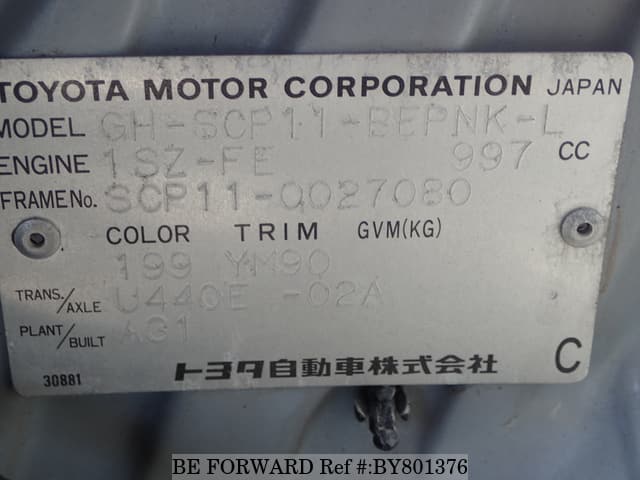 TOYOTA MOTOR CORPORATION JAPAN
MODEL GH-SCP11-BEPNK-L
ENGINE 1SZ-FE 997 CC
FRAME No. SCP11-0027080
COLOR TRIM GVM(KG)
199 YM90
TRANS./AXLE U440E -02A
PLANT/BUILT A31
30881 トヨタ自動車株式会社 C
BE FORWARD Ref #:BY801376